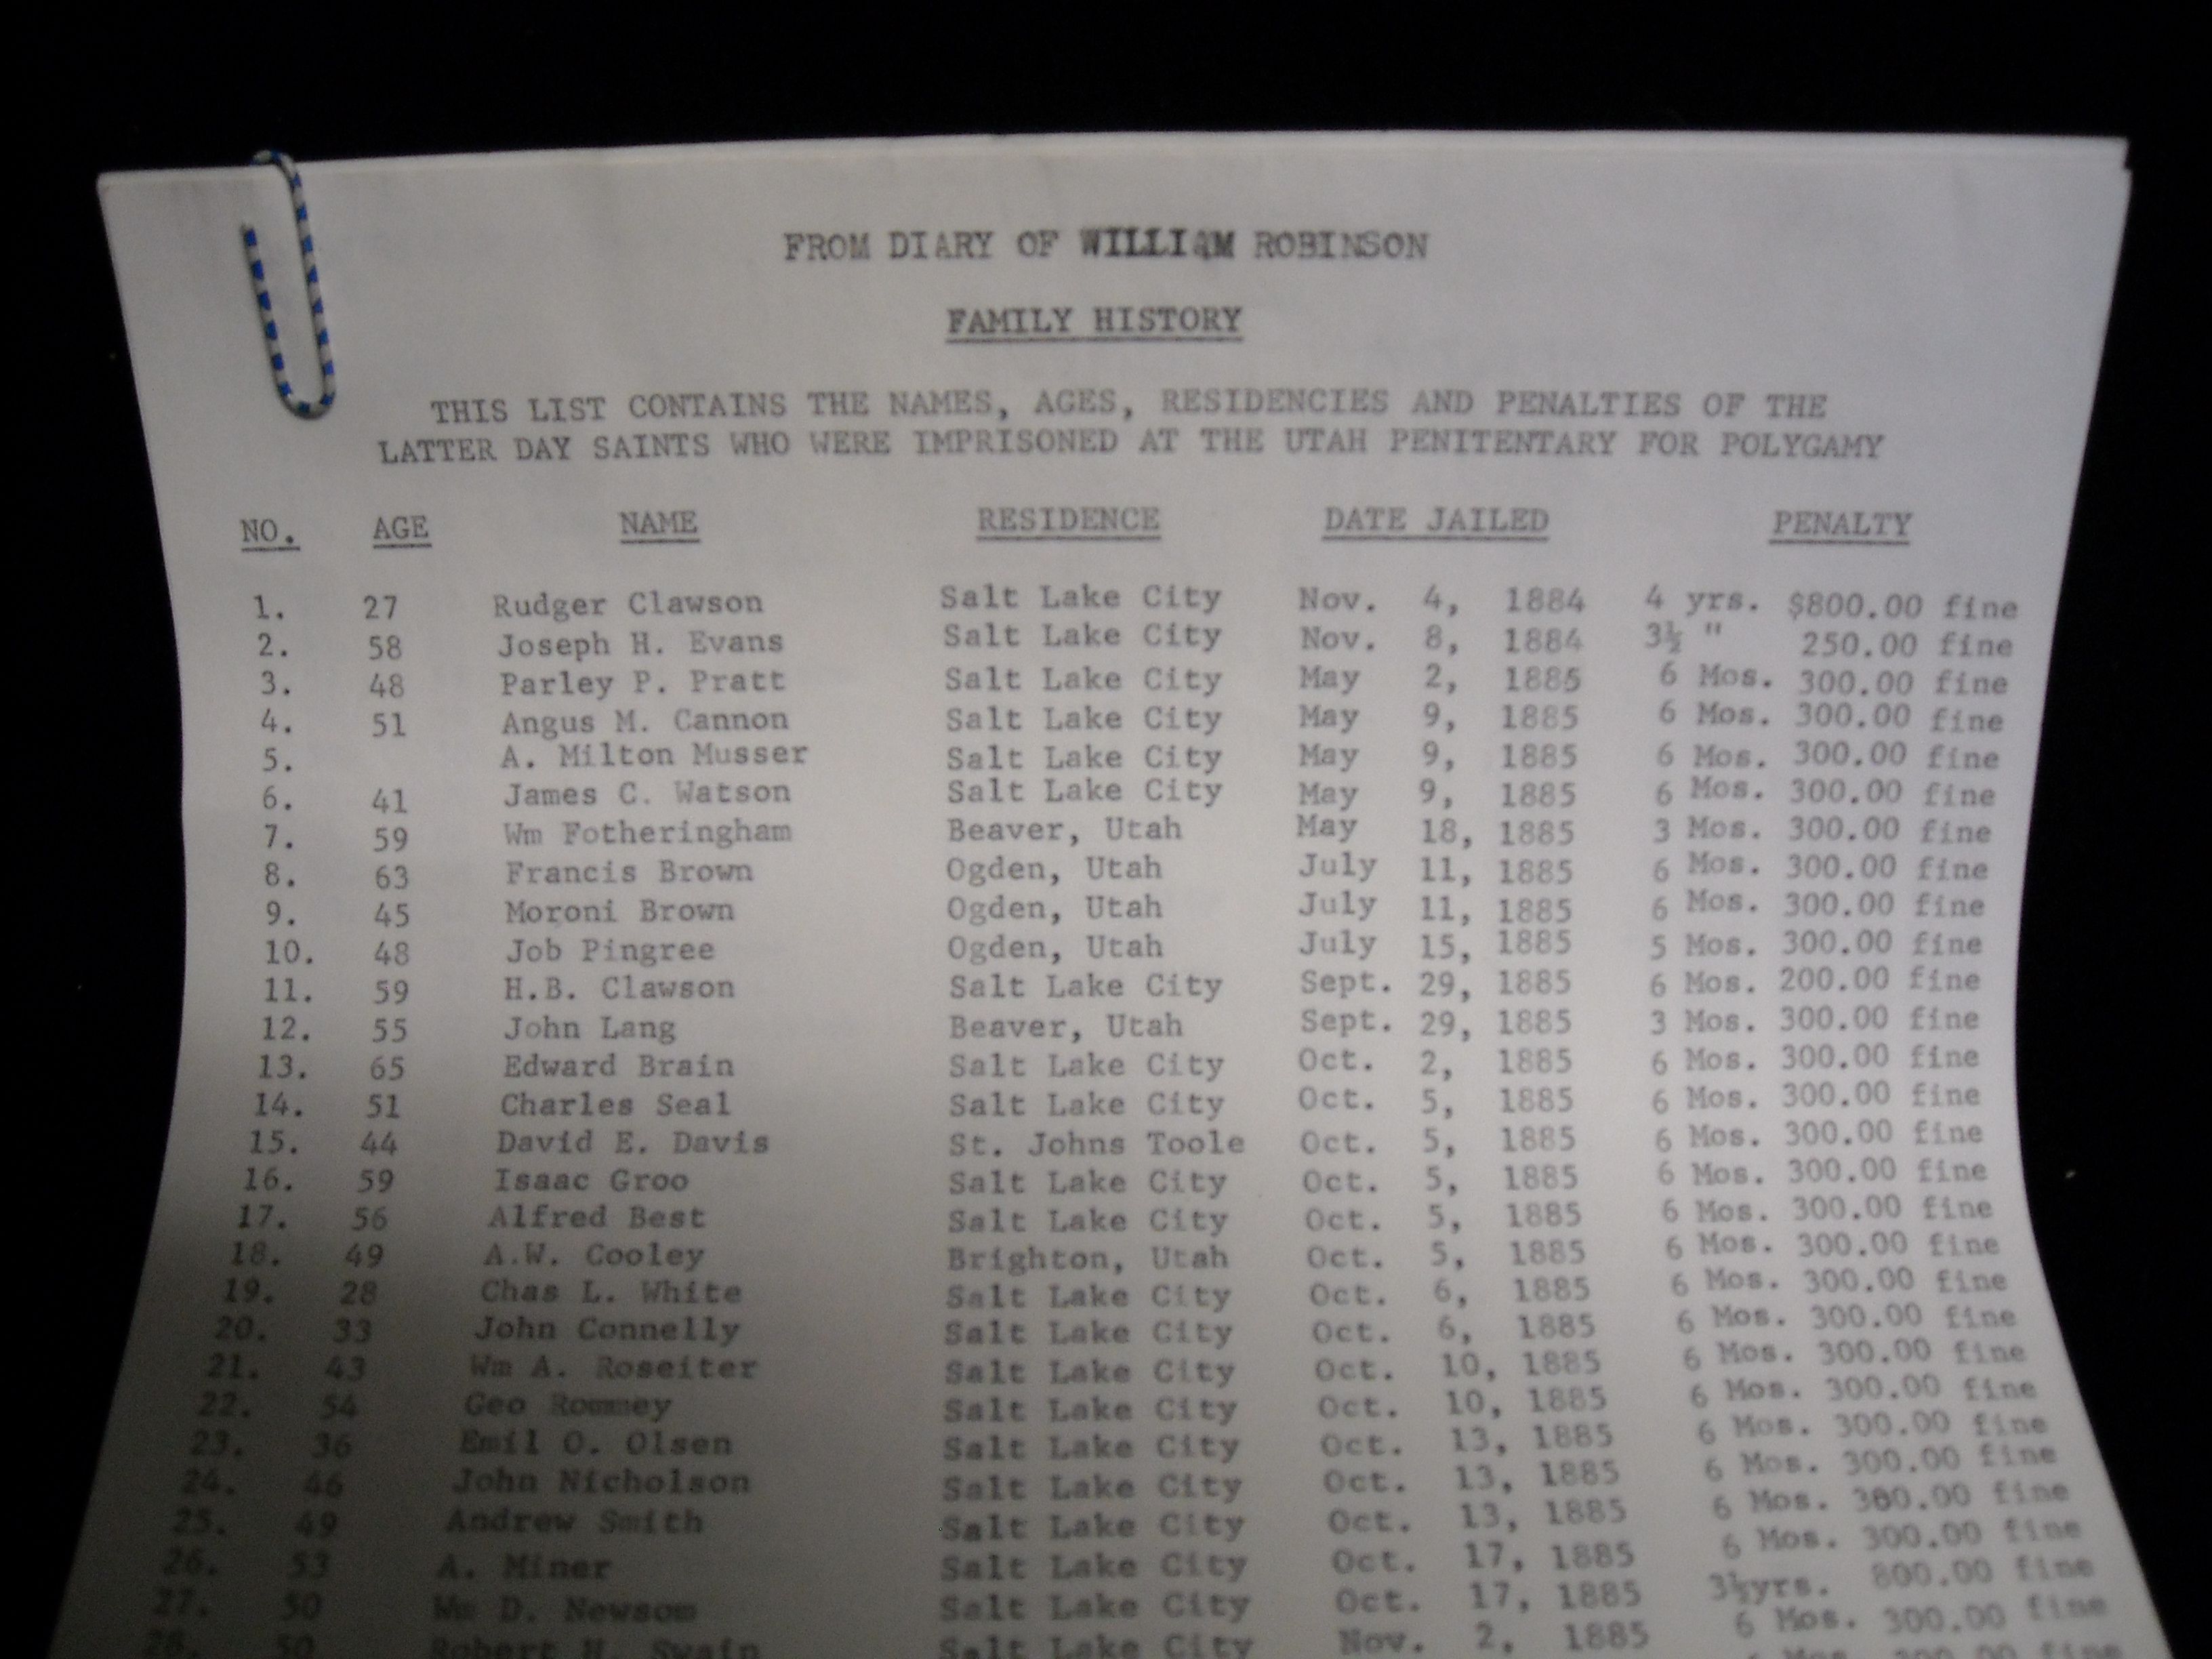 FROM DIARY OF WILLIAM ROBINSON
FAMILY HISTORY
THIS LIST CONTAINS THE NAMES, AGES, RESIDENCIES AND PENALTIES OF THE
LATTER DAY SAINTS WHO WERE IMPRISONED AT THE UTAH PENITENTARY FOR POLYGAMY
NO. AGE NAME RESIDENCE DATE JAILED PENALTY
1. 27 Rudger Clawson Salt Lake City Nov. 4, 1884 4 yrs. $800.00 fine
2. 58 Joseph H. Evans Salt Lake City Nov. 8, 1884 3½ " 250.00 fine
3. 48 Parley P. Pratt Salt Lake City May 2, 1885 6 Mos. 300.00 fine
4. 51 Angus M. Cannon Salt Lake City May 9, 1885 6 Mos. 300.00 fine
5. A. Milton Musser Salt Lake City May 9, 1885 6 Mos. 300.00 fine
6. 41 James C. Watson Salt Lake City May 9, 1885 6 Mos. 300.00 fine
7. 59 Wm Fotheringham Beaver, Utah May 18, 1885 3 Mos. 300.00 fine
8. 63 Francis Brown Ogden, Utah July 11, 1885 6 Mos. 300.00 fine
9. 45 Moroni Brown Ogden, Utah July 11, 1885 6 Mos. 300.00 fine
10. 48 Job Pingree Ogden, Utah July 15, 1885 5 Mos. 300.00 fine
11. 59 H.B. Clawson Salt Lake City Sept. 29, 1885 6 Mos. 200.00 fine
12. 55 John Lang Beaver, Utah Sept. 29, 1885 3 Mos. 300.00 fine
13. 65 Edward Brain Salt Lake City Oct. 2, 1885 6 Mos. 300.00 fine
14. 51 Charles Seal Salt Lake City Oct. 5, 1885 6 Mos. 300.00 fine
15. 44 David E. Davis St. Johns Toole Oct. 5, 1885 6 Mos. 300.00 fine
16. 59 Isaac Groo Salt Lake City Oct. 5, 1885 6 Mos. 300.00 fine
17. 56 Alfred Best Salt Lake City Oct. 5, 1885 6 Mos. 300.00 fine
18. 49 A.W. Cooley Brighton, Utah Oct. 5, 1885 6 Mos. 300.00 fine
19. 28 Chas L. White Salt Lake City Oct. 6, 1885 6 Mos. 300.00 fine
20. 33 John Connelly Salt Lake City Oct. 6, 1885 6 Mos. 300.00 fine
21. 43 Wm A. Roseiter Salt Lake City Oct. 10, 1885 6 Mos. 300.00 fine
22. 54 Geo Romney Salt Lake City Oct. 10, 1885 6 Mos. 300.00 fine
23. 36 Emil O. Olsen Salt Lake City Oct. 13, 1885 6 Mos. 300.00 fine
24. 46 John Nicholson Salt Lake City Oct. 13, 1885 6 Mos. 300.00 fine
25. 49 Andrew Smith Salt Lake City Oct. 13, 1885 6 Mos. 300.00 fine
26. 53 A. Miner Salt Lake City Oct. 17, 1885 6 Mos. 300.00 fine
27. 50 Wm D. Newsom Salt Lake City Oct. 17, 1885 3½yrs. 800.00 fine
28. 50 Robert H. Swain Salt Lake City Nov. 2, 1885 6 Mos. 300.00 fine